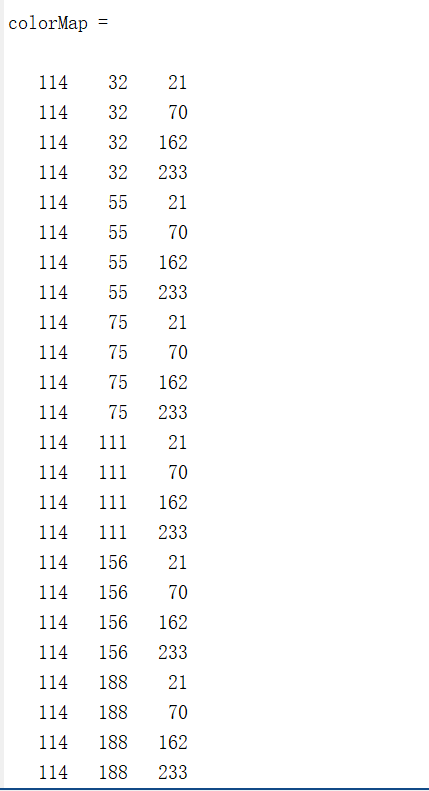 colorMap =
114 32 21
114 32 70
114 32 162
114 32 233
114 55 21
114 55 70
114 55 162
114 55 233
114 75 21
114 75 70
114 75 162
114 75 233
114 111 21
114 111 70
114 111 162
114 111 233
114 156 21
114 156 70
114 156 162
114 156 233
114 188 21
114 188 70
114 188 162
114 188 233